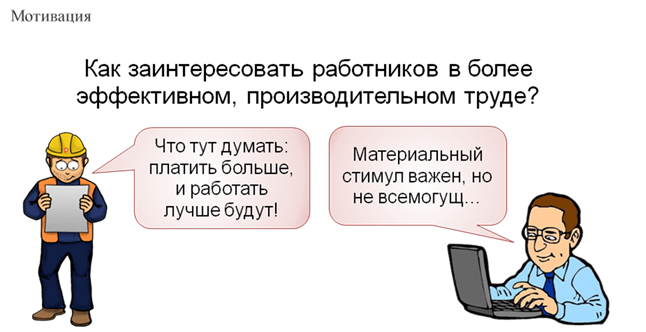 Мотивация
Как заинтересовать работников в более
эффективном, производительном труде?
Что тут думать:
платить больше,
и работать
лучше будут!
Материальный
стимул важен, но
не всемогущ...